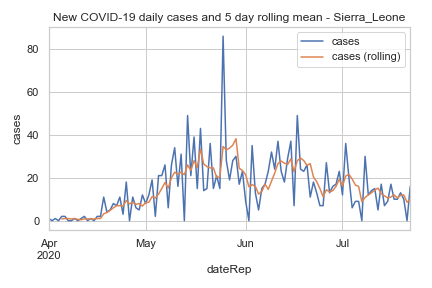 New COVID-19 daily cases and 5 day rolling mean - Sierra_Leone
cases
cases (rolling)
80
60
40
20
0
cases
Apr
2020
May
Jun
Jul
dateRep